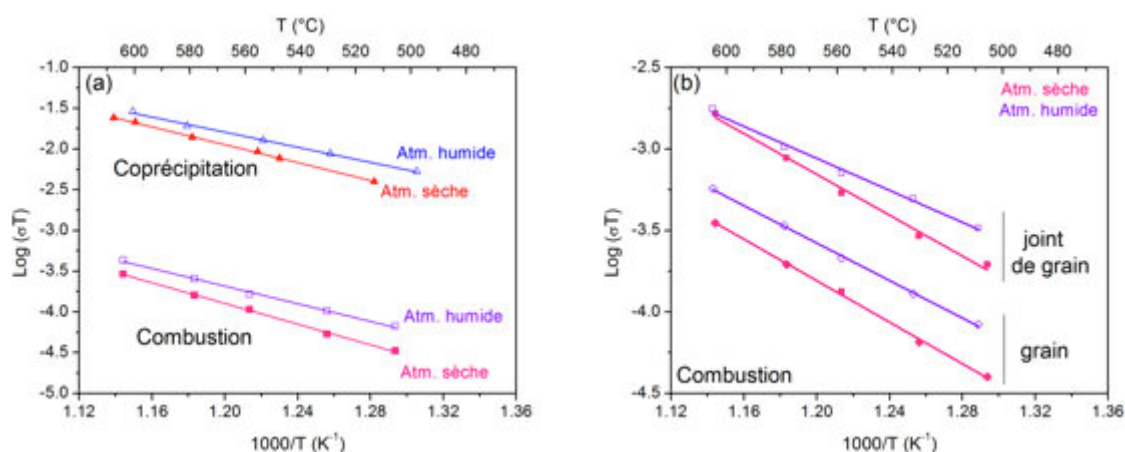 T (°C)
600 580 560 540 520 500 480
-1.0
(a)
-1.5
-2.0
-2.5
-3.0
-3.5
-4.0
-4.5
-5.0
Log (σT)
Atm. humide
Coprécipitation
Atm. sèche
Atm. humide
Combustion
Atm. sèche
1.12 1.16 1.20 1.24 1.28 1.32 1.36
1000/T (K⁻¹)
T (°C)
600 580 560 540 520 500 480
-2.5
(b)
-3.0
-3.5
-4.0
-4.5
Log (σT)
Atm. sèche
Atm. humide
joint
de grain
grain
Combustion
1.12 1.16 1.20 1.24 1.28 1.32 1.36
1000/T (K⁻¹)